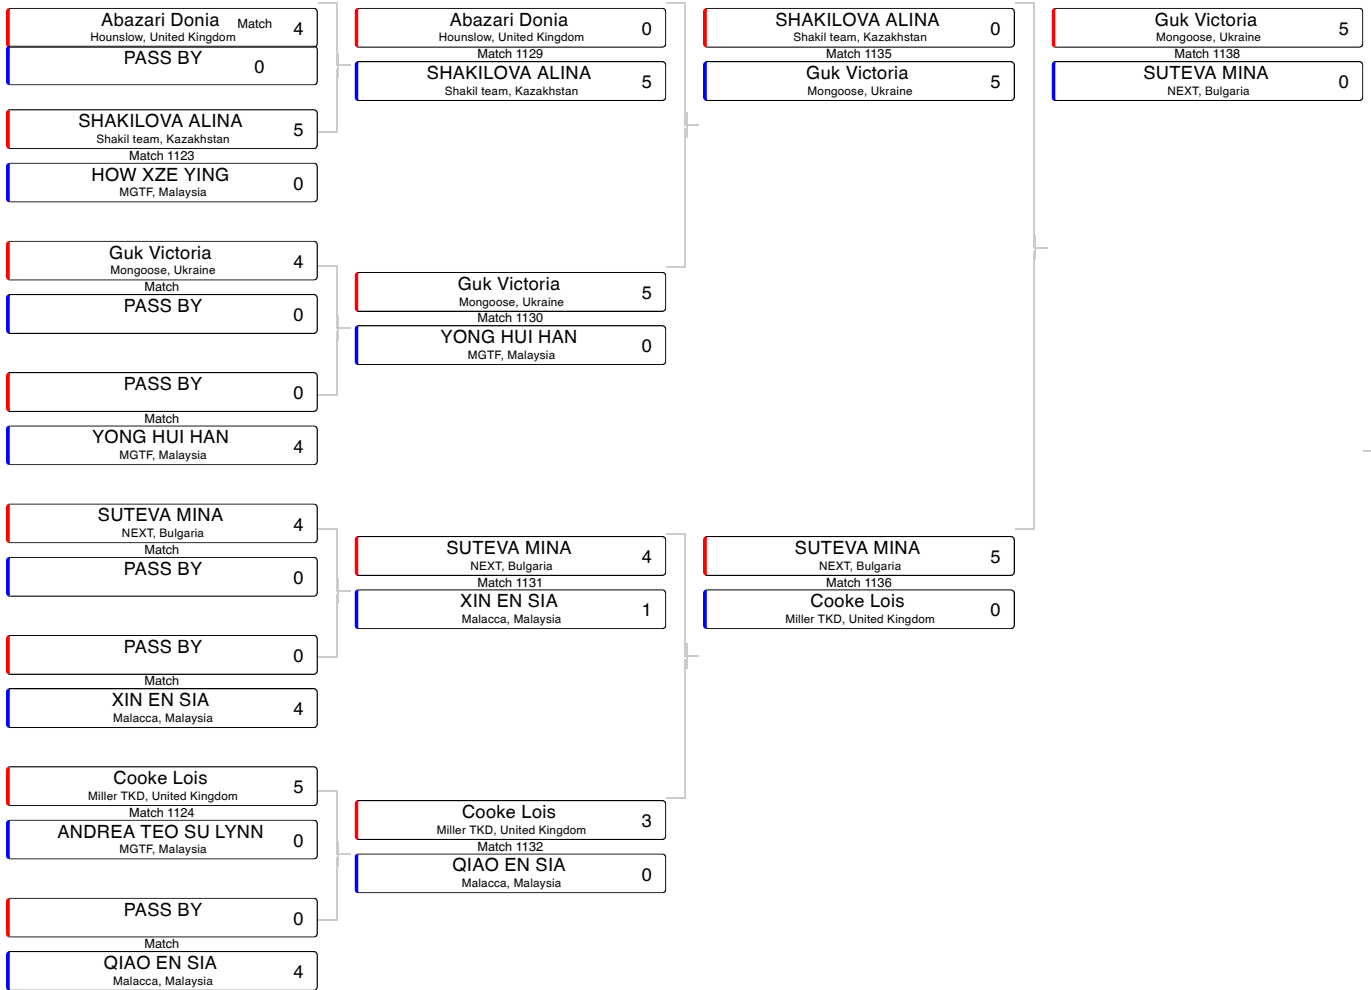 Abazari Donia
Match
4
Hounslow, United Kingdom
PASS BY
0
SHAKILOVA ALINA
5
Shakil team, Kazakhstan
Match 1123
HOW XZE YING
0
MGTF, Malaysia
Guk Victoria
4
Mongoose, Ukraine
Match
PASS BY
0
PASS BY
0
Match
YONG HUI HAN
4
MGTF, Malaysia
SUTEVA MINA
4
NEXT, Bulgaria
Match
PASS BY
0
PASS BY
0
Match
XIN EN SIA
4
Malacca, Malaysia
Cooke Lois
5
Miller TKD, United Kingdom
Match 1124
ANDREA TEO SU LYNN
0
MGTF, Malaysia
PASS BY
0
Match
QIAO EN SIA
4
Malacca, Malaysia
Abazari Donia
0
Hounslow, United Kingdom
Match 1129
SHAKILOVA ALINA
5
Shakil team, Kazakhstan
Guk Victoria
5
Mongoose, Ukraine
Match 1130
YONG HUI HAN
0
MGTF, Malaysia
SUTEVA MINA
4
NEXT, Bulgaria
Match 1131
XIN EN SIA
1
Malacca, Malaysia
Cooke Lois
3
Miller TKD, United Kingdom
Match 1132
QIAO EN SIA
0
Malacca, Malaysia
SHAKILOVA ALINA
0
Shakil team, Kazakhstan
Match 1135
Guk Victoria
5
Mongoose, Ukraine
SUTEVA MINA
5
NEXT, Bulgaria
Match 1136
Cooke Lois
0
Miller TKD, United Kingdom
Guk Victoria
5
Mongoose, Ukraine
Match 1138
SUTEVA MINA
0
NEXT, Bulgaria